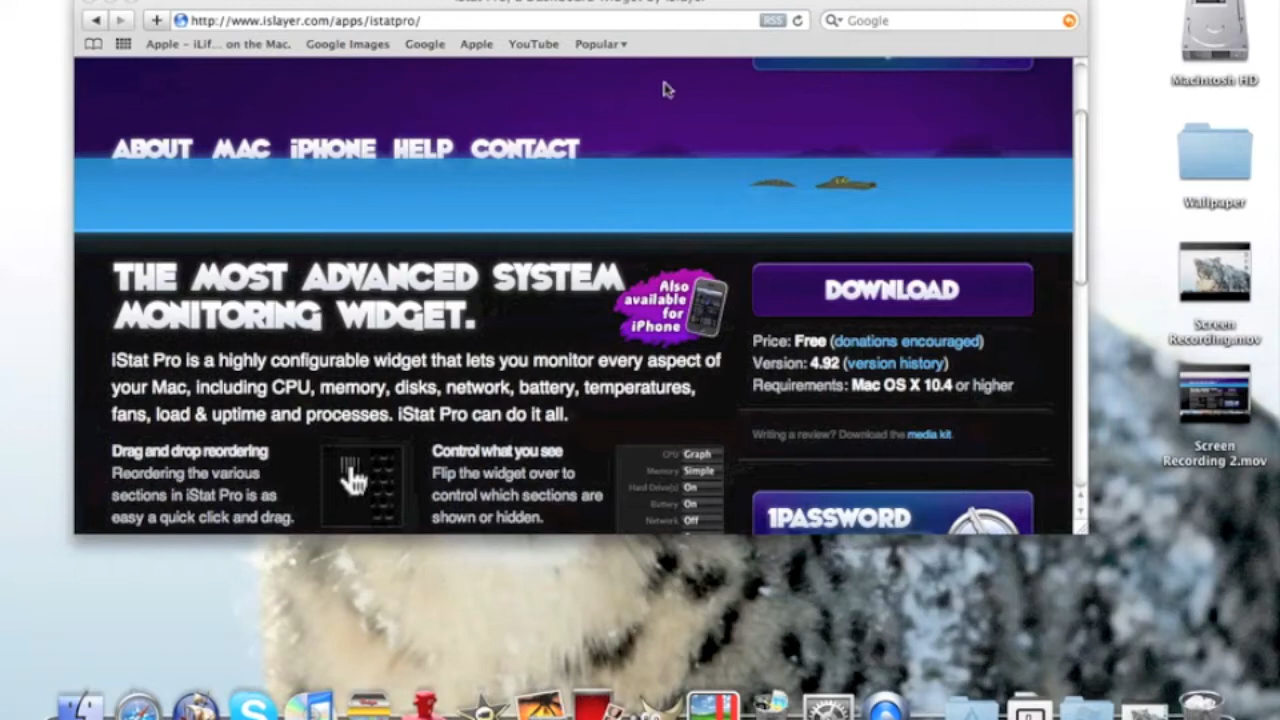 http://www.islayer.com/apps/istatpro/
RSS
Google
Apple – iLif... on the Mac.
Google Images
Google
Apple
YouTube
Popular
ABOUT MAC iPHONE HELP CONTACT
THE MOST ADVANCED SYSTEM
MONITORING WIDGET.
Also
available
for
iPhone
iStat Pro is a highly configurable widget that lets you monitor every aspect of
your Mac, including CPU, memory, disks, network, battery, temperatures,
fans, load & uptime and processes. iStat Pro can do it all.
Drag and drop reordering
Reordering the various
sections in iStat Pro is as
easy a quick click and drag.
Control what you see
Flip the widget over to
control which sections are
shown or hidden.
CPU Graph
Memory Simple
Hard Drive(s) On
Battery On
Network Off
DOWNLOAD
Price: Free (donations encouraged)
Version: 4.92 (version history)
Requirements: Mac OS X 10.4 or higher
Writing a review? Download the media kit.
1PASSWORD
Macintosh HD
Wallpaper
Screen
Recording.mov
Screen
Recording 2.mov